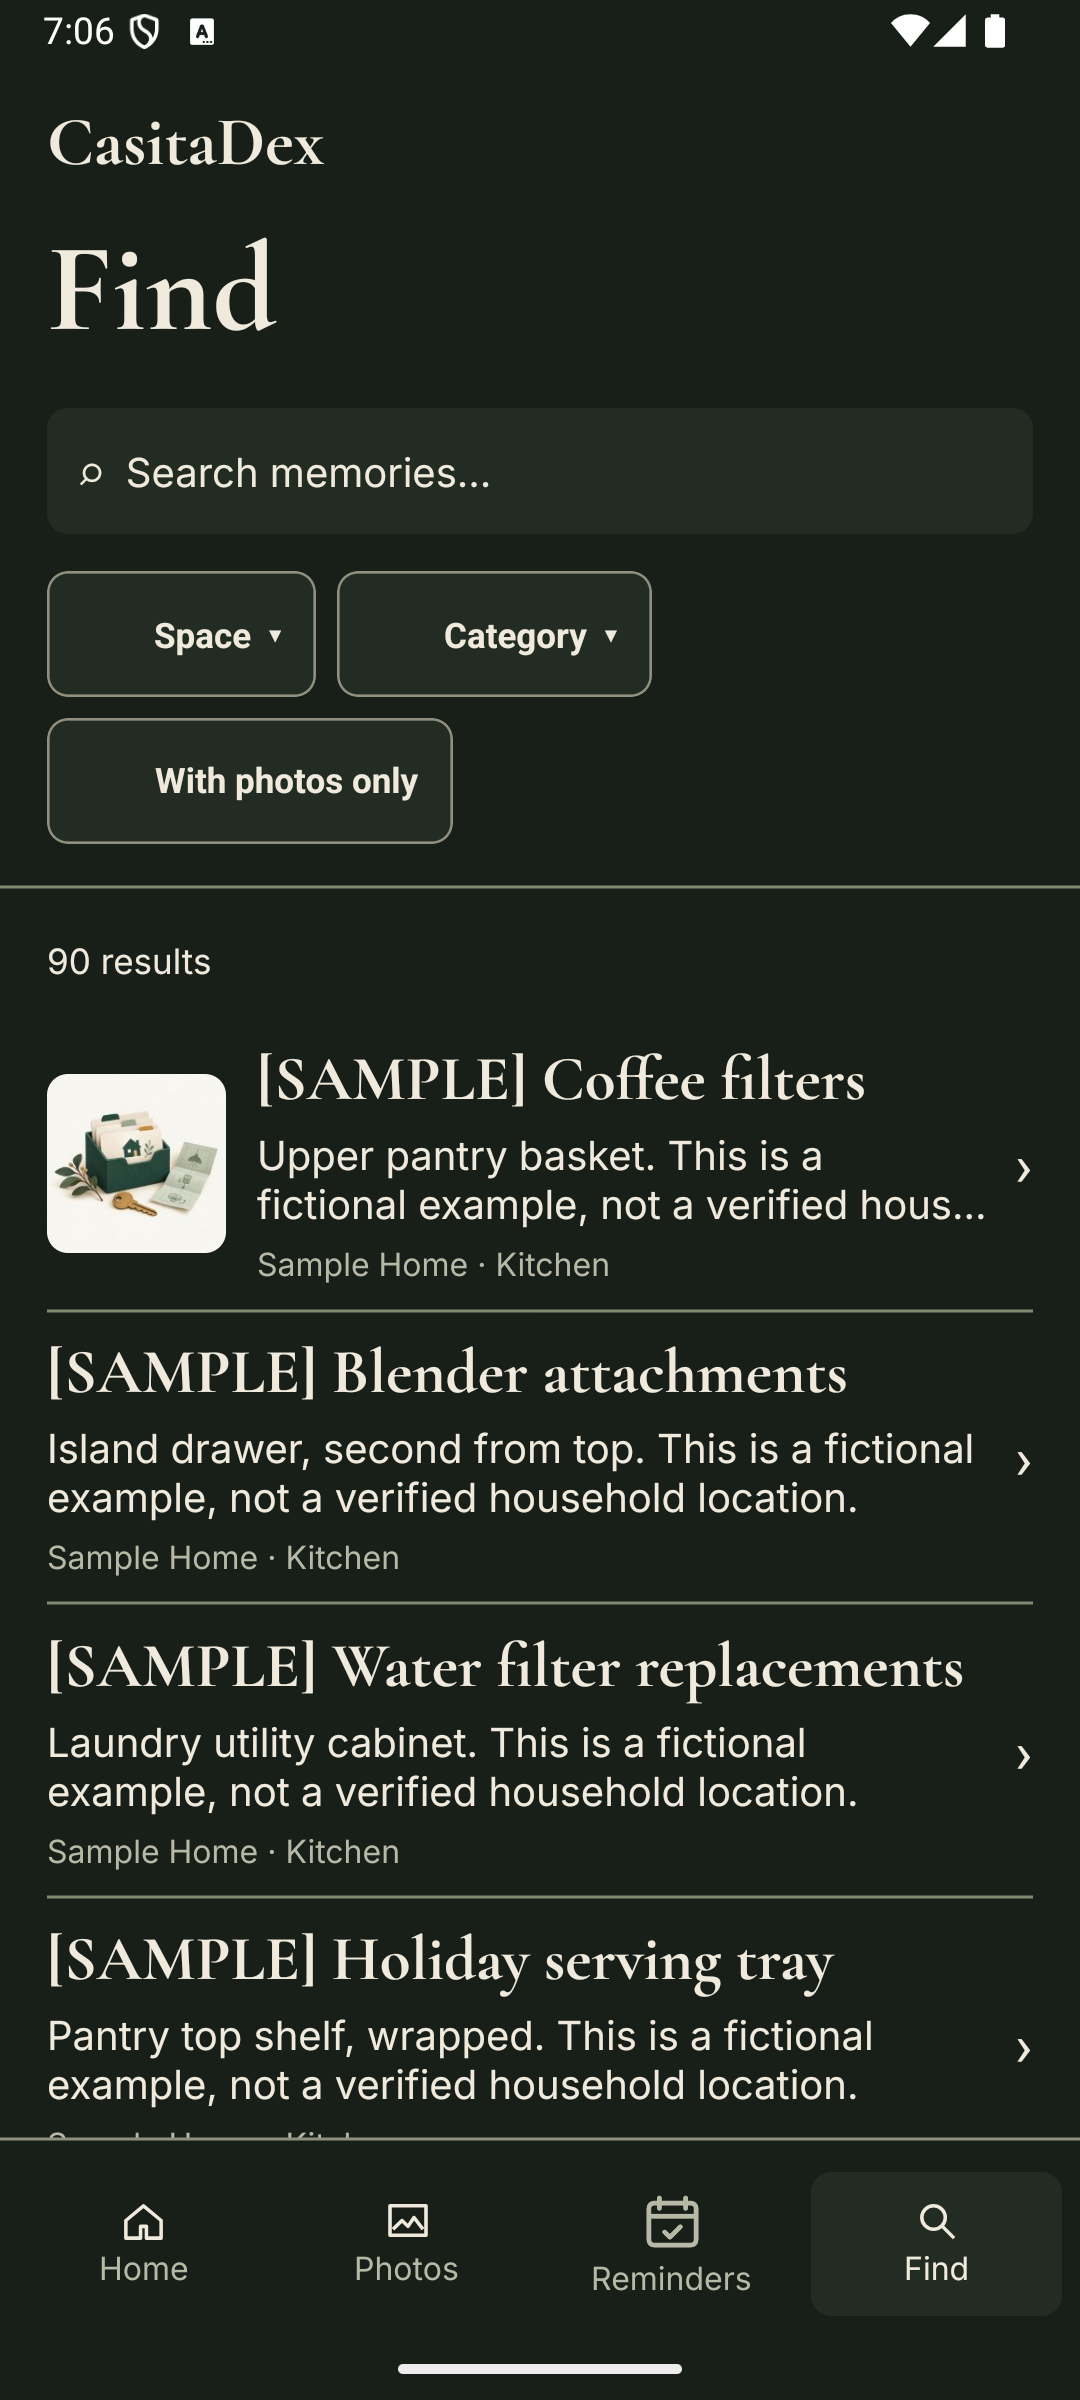 7:06
CasitaDex
Find
Search memories...
Space ▼ Category ▼
With photos only
90 results
[SAMPLE] Coffee filters
Upper pantry basket. This is a
fictional example, not a verified hous...
Sample Home · Kitchen
[SAMPLE] Blender attachments
Island drawer, second from top. This is a fictional
example, not a verified household location.
Sample Home · Kitchen
[SAMPLE] Water filter replacements
Laundry utility cabinet. This is a fictional
example, not a verified household location.
Sample Home · Kitchen
[SAMPLE] Holiday serving tray
Pantry top shelf, wrapped. This is a fictional
example, not a verified household location.
Home Photos Reminders Find